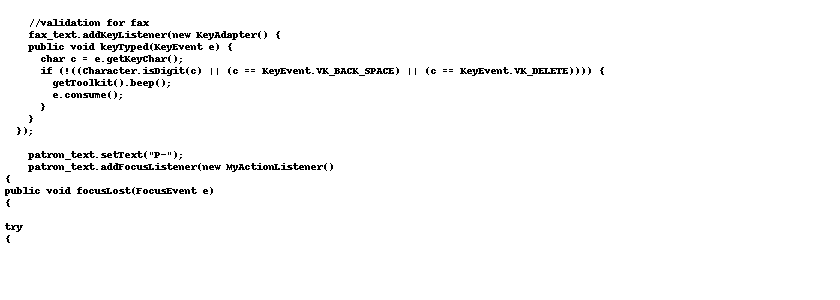 //validation for fax
fax_text.addKeyListener(new KeyAdapter() {
public void keyTyped(KeyEvent e) {
char c = e.getKeyChar();
if (!((Character.isDigit(c) || (c == KeyEvent.VK_BACK_SPACE) || (c == KeyEvent.VK_DELETE)))) {
getToolkit().beep();
e.consume();
}
}
});
patron_text.setText("P-");
patron_text.addFocusListener(new MyActionListener()
{
public void focusLost(FocusEvent e)
{
try
{